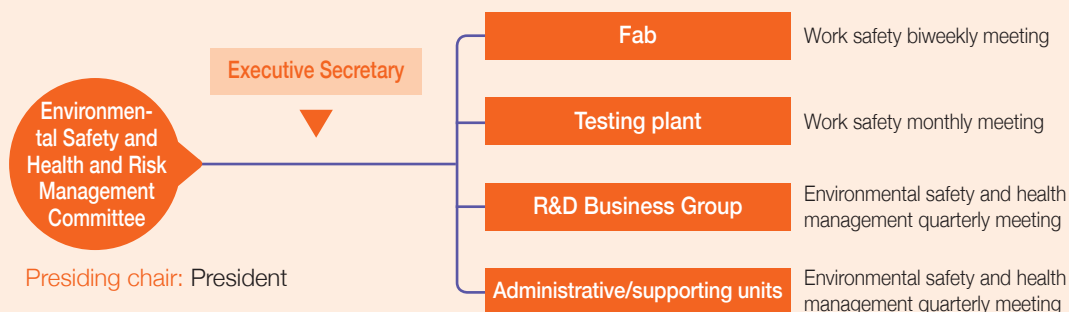 Environmen-
tal Safety and
Health and Risk
Management
Committee
Presiding chair: President
Executive Secretary
Fab
Work safety biweekly meeting
Testing plant
Work safety monthly meeting
R&D Business Group
Environmental safety and health
management quarterly meeting
Administrative/supporting units
Environmental safety and health
management quarterly meeting